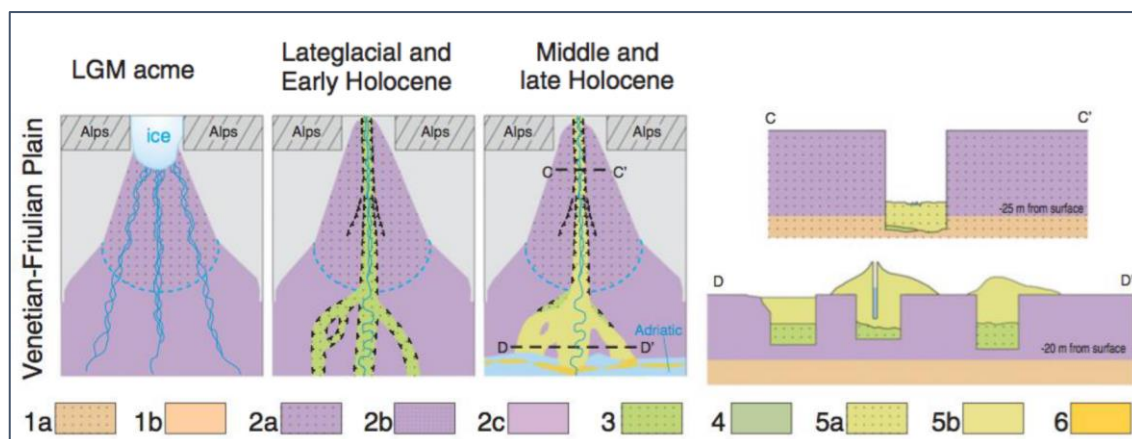 LGM acme
Lateglacial and
Early Holocene
Middle and
late Holocene
Venetian-Friulian Plain
Alps
ice
Alps
Alps
Alps
Alps
Alps
C
C'
D
D'
Adriatic
C
C'
-25 m from surface
D
D'
-20 m from surface
1a
1b
2a
2b
2c
3
4
5a
5b
6